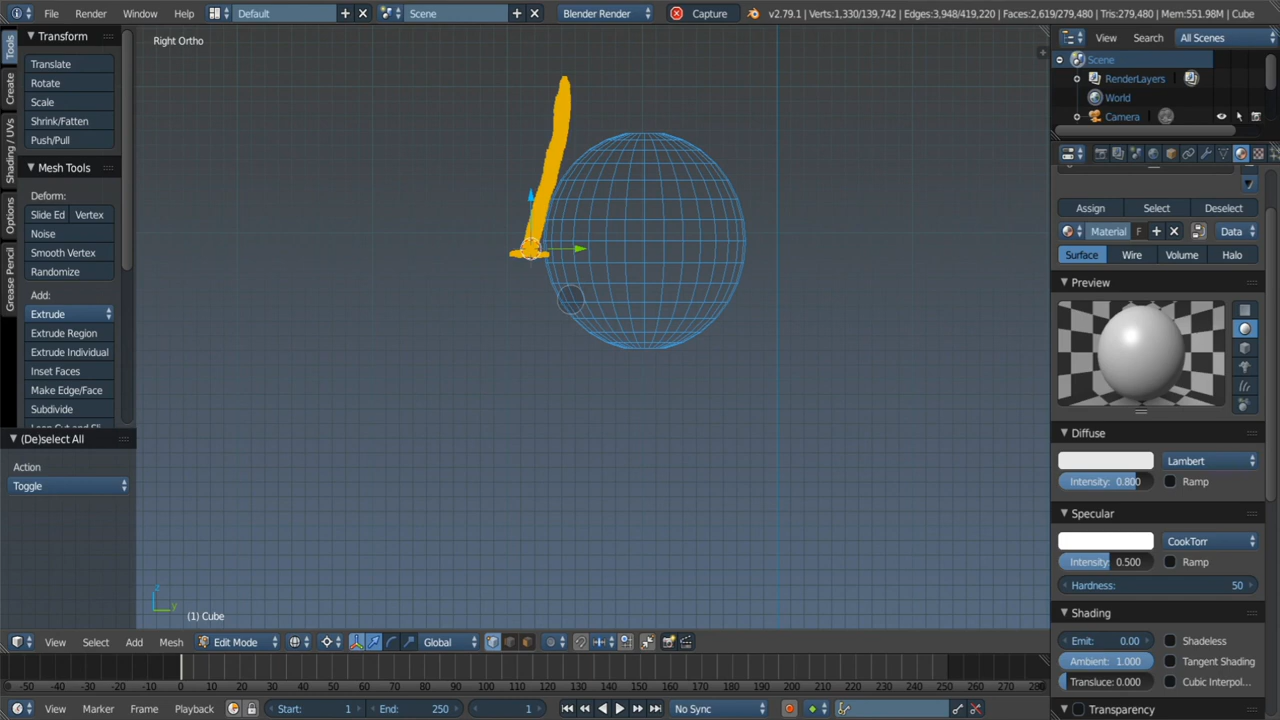 File Render Window Help Default Scene Blender Render Capture v2.79.1 | Verts:1,330/139,742 | Edges:3,948/419,220 | Faces:2,619/279,480 | Tris:279,480 | Mem:551.98M | Cube
Tools
Create
Shading / UVs
Options
Grease Pencil
Transform
Translate
Rotate
Scale
Shrink/Fatten
Push/Pull
Mesh Tools
Deform:
Slide Ed Vertex
Noise
Smooth Vertex
Randomize
Add:
Extrude
Extrude Region
Extrude Individual
Inset Faces
Make Edge/Face
Subdivide
(De)select All
Action
Toggle
Right Ortho
z
y
(1) Cube
View Search All Scenes
Scene
RenderLayers
World
Camera
Assign Select Deselect
Material F Data
Surface Wire Volume Halo
Preview
Diffuse
Lambert
Intensity: 0.800 Ramp
Specular
CookTorr
Intensity: 0.500 Ramp
Hardness: 50
Shading
Emit: 0.00 Shadeless
Ambient: 1.000 Tangent Shading
Transluce: 0.000 Cubic Interpol...
Transparency
View Select Add Mesh Edit Mode Global
-50 -40 -30 -20 -10 0 10 20 30 40 50 60 70 80 90 100 110 120 130 140 150 160 170 180 190 200 210 220 230 240 250 260 270 280
View Marker Frame Playback Start: 1 End: 250 1 No Sync